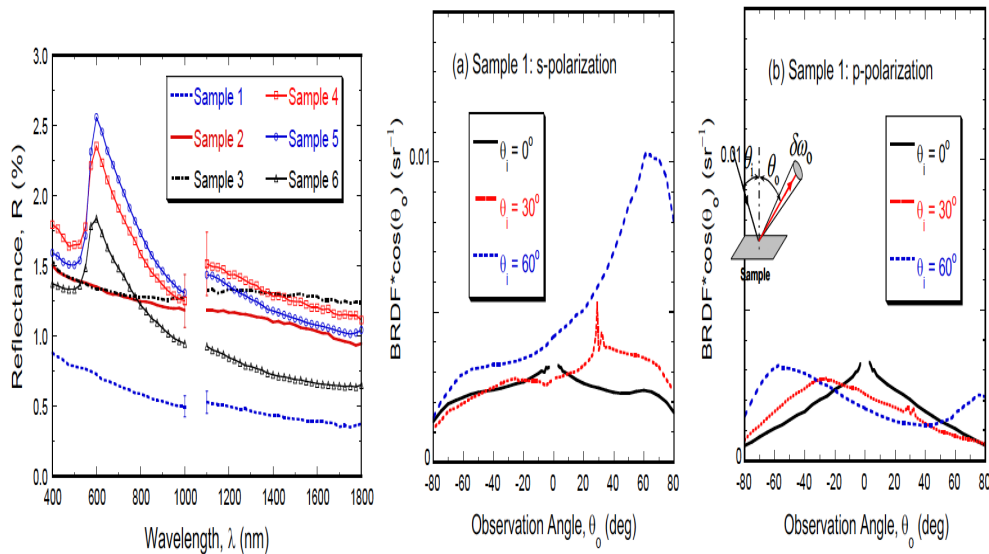 3.0
2.5
2.0
1.5
1.0
0.5
0.0
Reflectance, R (%)
Sample 1
Sample 2
Sample 3
Sample 4
Sample 5
Sample 6
400 600 800 1000 1200 1400 1600 1800
Wavelength, λ (nm)
(a) Sample 1: s-polarization
BRDF*cos(θo) (sr⁻¹)
0.01
0
θi = 0°
θi = 30°
θi = 60°
-80 -60 -40 -20 0 20 40 60 80
Observation Angle, θo (deg)
(b) Sample 1: p-polarization
BRDF*cos(θo) (sr⁻¹)
0.01
0
θi
θo
δωo
Sample
θi = 0°
θi = 30°
θi = 60°
-80 -60 -40 -20 0 20 40 60 80
Observation Angle, θo (deg)